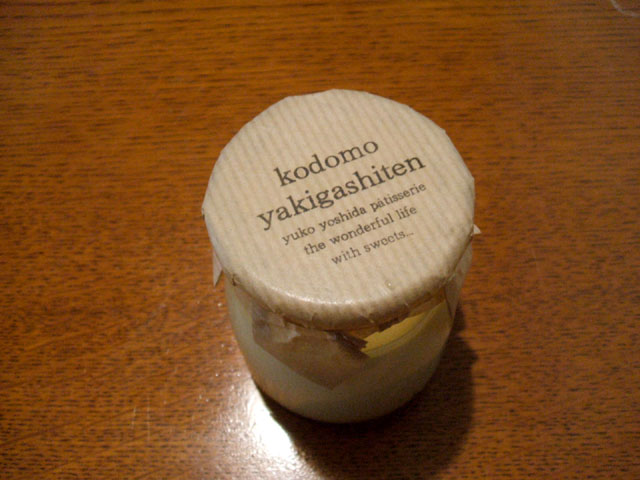 kodomo
yakigashiten
yuko yoshida pâtisserie
the wonderful life
with sweets...